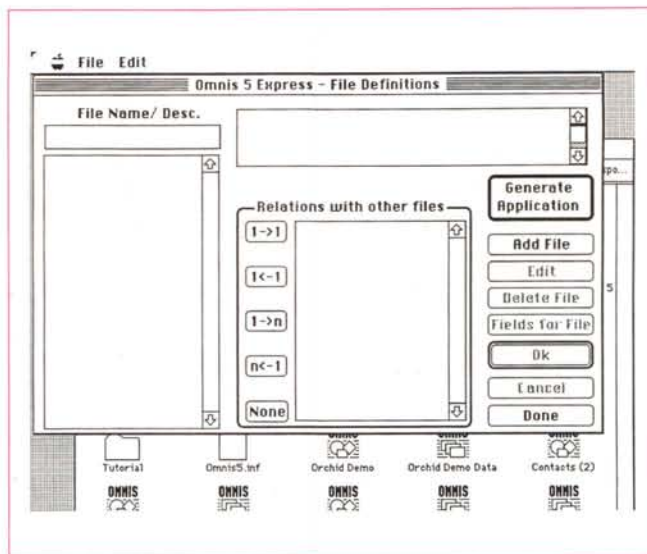 File Edit
Omnis 5 Express - File Definitions
File Name/ Desc.
Generate
Application
Relations with other files
1->1
1<-1
1->n
n<-1
None
Add File
Edit
Delete File
Fields for File
Ok
Cancel
Done
5
Tutorial
Omnis5.inf
Orchid Demo
Orchid Demo Data
Contacts (2)
OMNIS
OMNIS
OMNIS
OMNIS
OMNIS